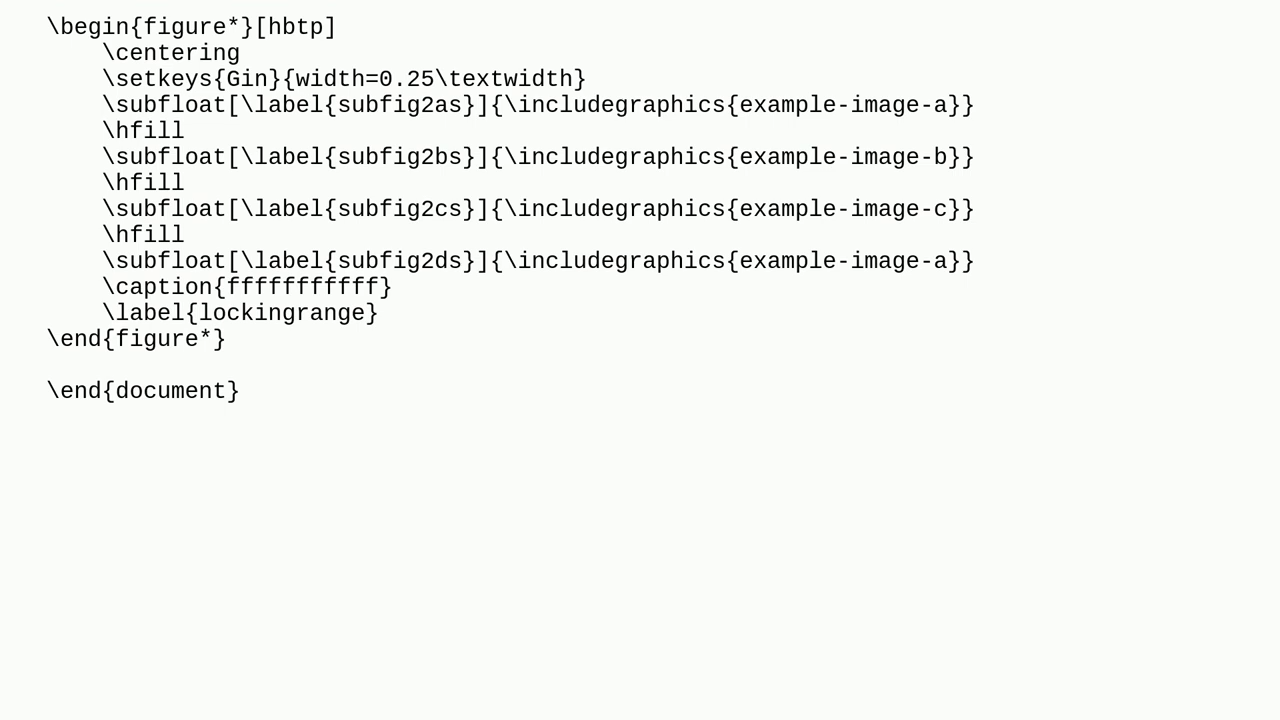 \begin{figure*}[hbtp]
    \centering
    \setkeys{Gin}{width=0.25\textwidth}
    \subfloat[\label{subfig2as}]{\includegraphics{example-image-a}}
    \hfill
    \subfloat[\label{subfig2bs}]{\includegraphics{example-image-b}}
    \hfill
    \subfloat[\label{subfig2cs}]{\includegraphics{example-image-c}}
    \hfill
    \subfloat[\label{subfig2ds}]{\includegraphics{example-image-a}}
    \caption{fffffffffff}
    \label{lockingrange}
\end{figure*}

\end{document}